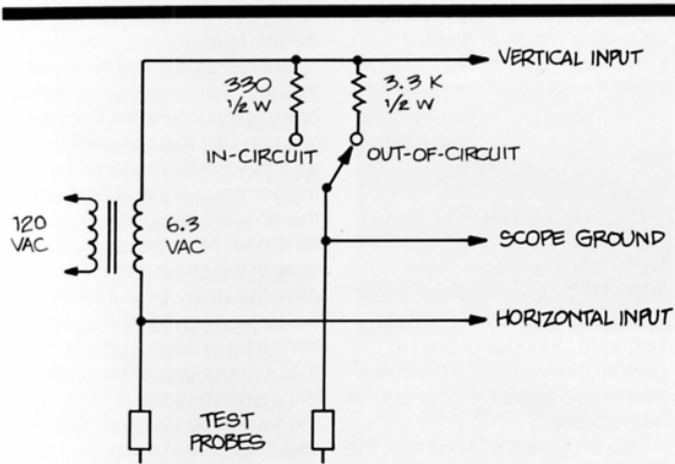 VERTICAL INPUT
330
1/2 W
3.3 K
1/2 W
IN-CIRCUIT
OUT-OF-CIRCUIT
120
VAC
6.3
VAC
SCOPE GROUND
HORIZONTAL INPUT
TEST
PROBES